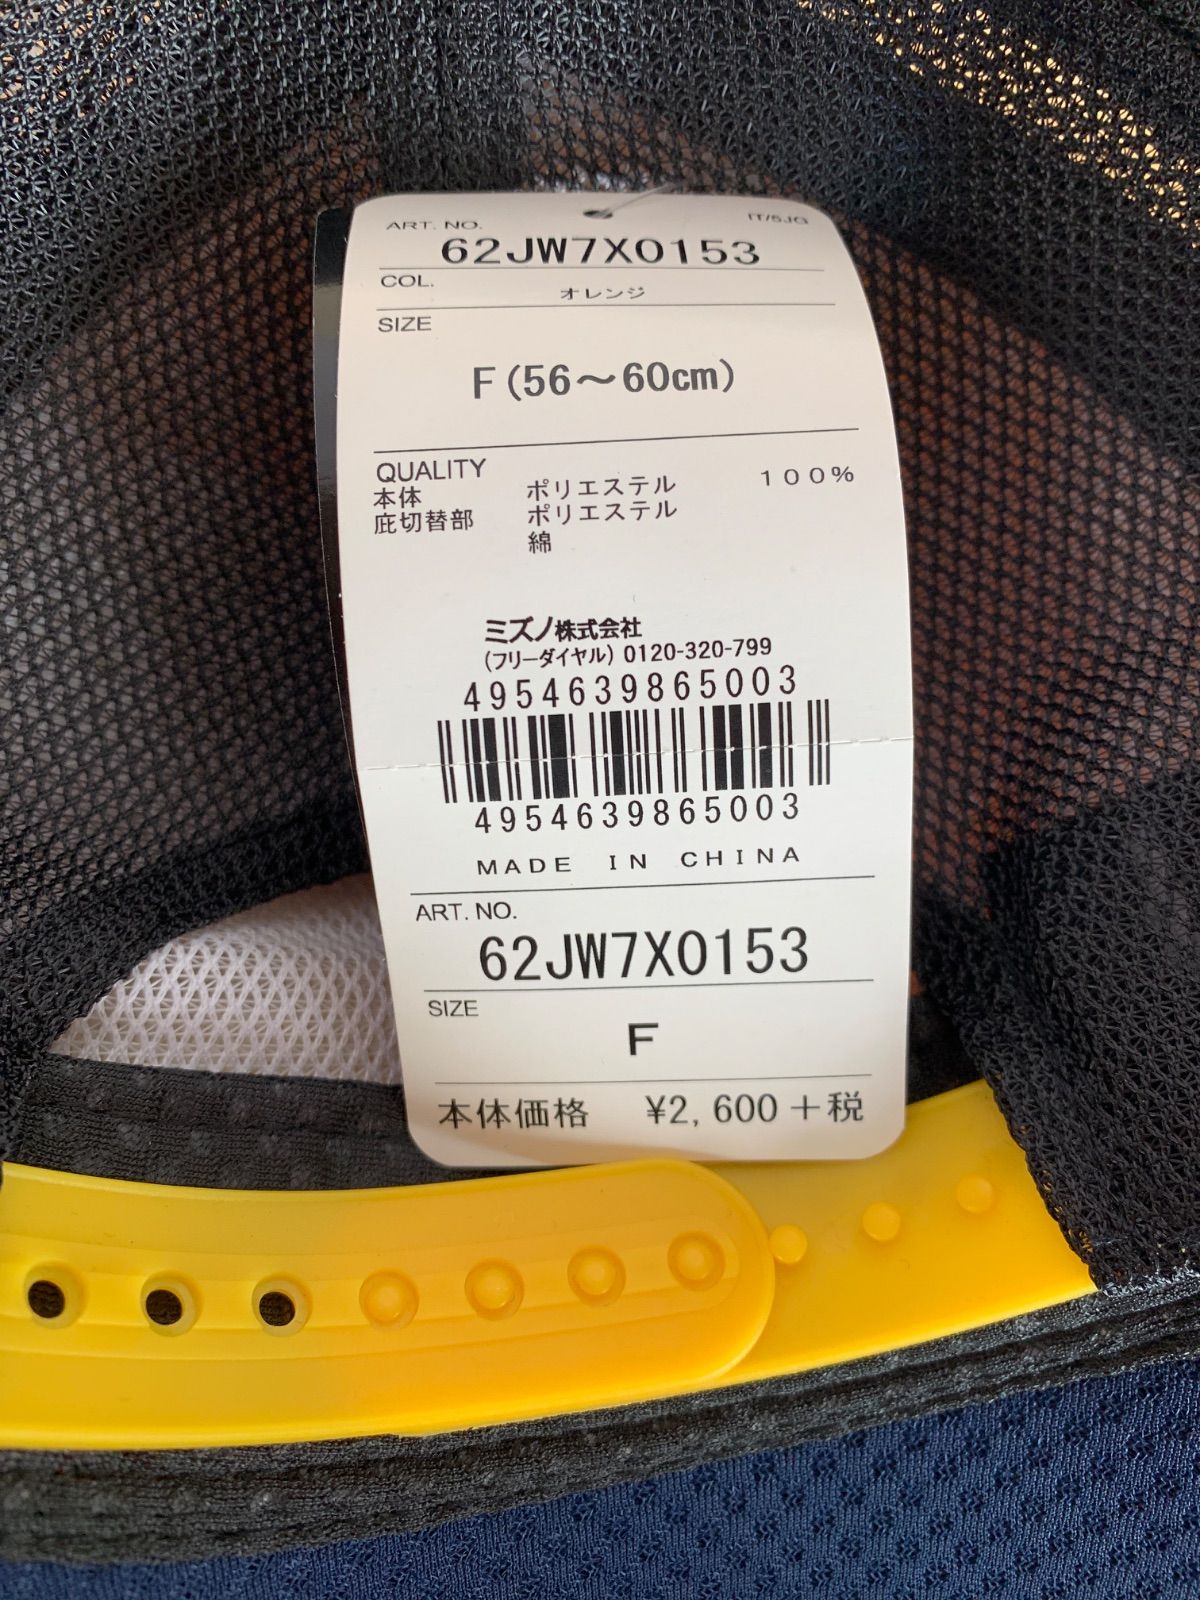 ART. NO. IT/5JG
62JW7X0153
COL.
オレンジ
SIZE
F(56～60cm)
QUALITY
本体 ポリエステル 100%
庇切替部 ポリエステル
綿
ミズノ株式会社
(フリーダイヤル) 0120-320-799
4954639865003
4954639865003
MADE IN CHINA
ART. NO.
62JW7X0153
SIZE
F
本体価格 ¥2,600+税